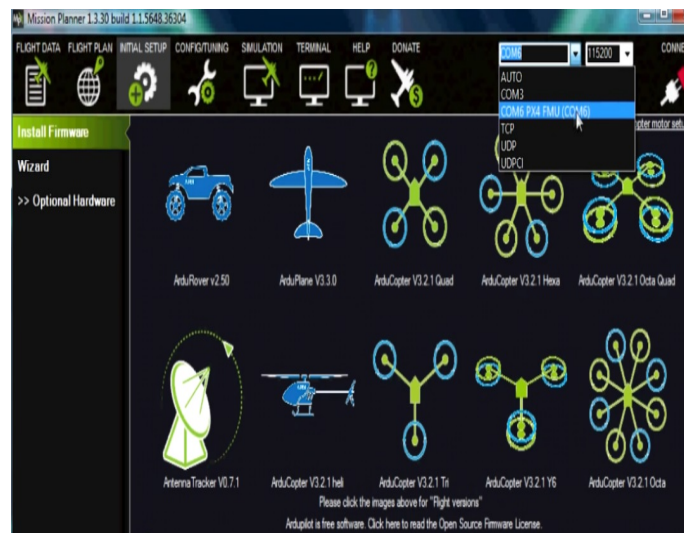 Mission Planner 1.3.30 build 1.1.5648.36304
FLIGHT DATA FLIGHT PLAN INITIAL SETUP CONFIG/TUNING SIMULATION TERMINAL HELP DONATE
COM6 115200 CONNE
AUTO
COM3
COM6 PX4 FMU (COM6)
TCP
UDP
UDPCl
opter motor setu
Install Firmware
Wizard
>> Optional Hardware
ArduRover v2.50 ArduPlane V3.3.0 ArduCopter V3.2.1 Quad ArduCopter V3.2.1 Hexa ArduCopter V3.2.1 Octa Quad
AntennaTracker V0.7.1 ArduCopter V3.2.1 heli ArduCopter V3.2.1 Tri ArduCopter V3.2.1 Y6 ArduCopter V3.2.1 Octa
Please click the images above for "Flight versions"
Ardupilot is free software. Click here to read the Open Source Firmware License.